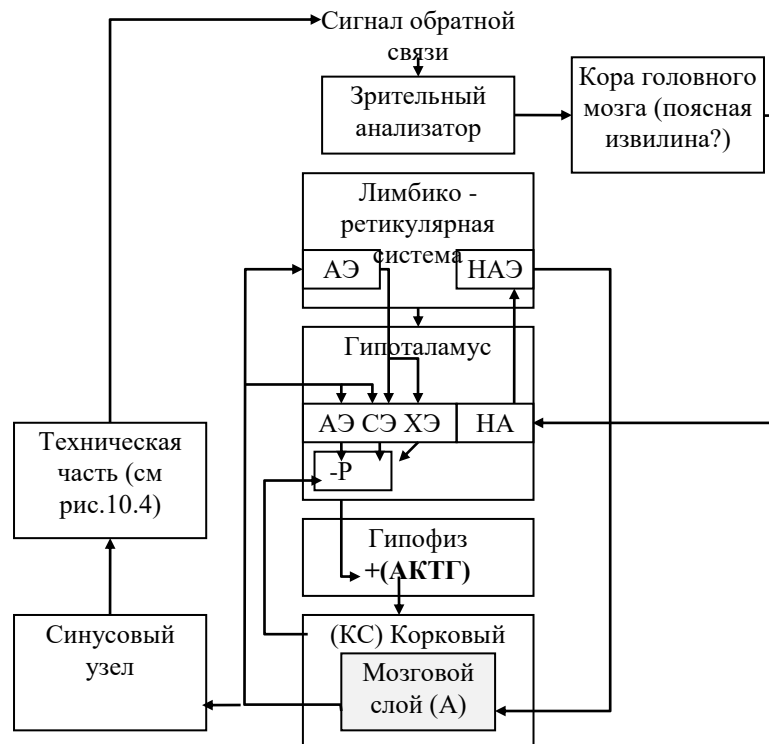 Сигнал обратной
связи
Зрительный
анализатор
Кора головного
мозга (поясная
извилина?)
Лимбико -
ретикулярная
система
АЭ
НАЭ
Гипоталамус
АЭ СЭ ХЭ
НА
-Р
Техническая
часть (см
рис.10.4)
Гипофиз
+(АКТГ)
Синусовый
узел
(КС) Корковый
Мозговой
слой (А)